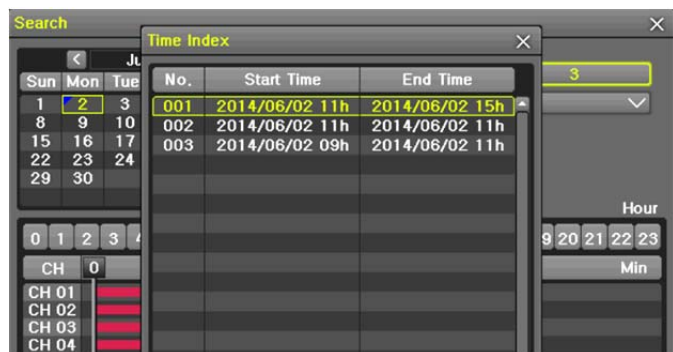 Search
Time Index
Ju
Sun Mon Tue
1 2 3
8 9 10
15 16 17
22 23 24
29 30
No. Start Time End Time
001 2014/06/02 11h 2014/06/02 15h
002 2014/06/02 11h 2014/06/02 11h
003 2014/06/02 09h 2014/06/02 11h
3
Hour
0 1 2 3
9 20 21 22 23
CH 0
Min
CH 01
CH 02
CH 03
CH 04